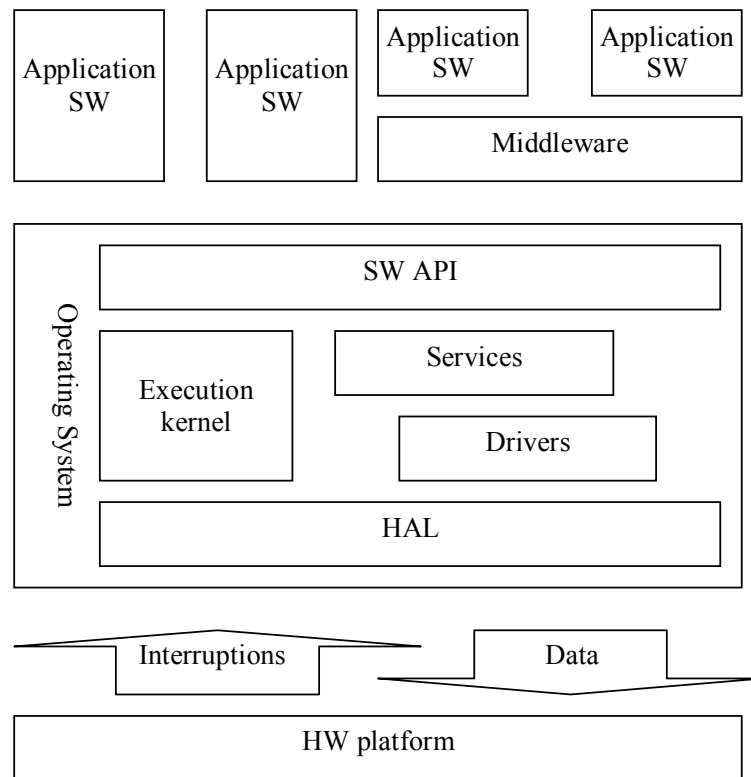 Application
SW
Application
SW
Application
SW
Application
SW
Middleware
Operating System
SW API
Execution
kernel
Services
Drivers
HAL
Interruptions
Data
HW platform